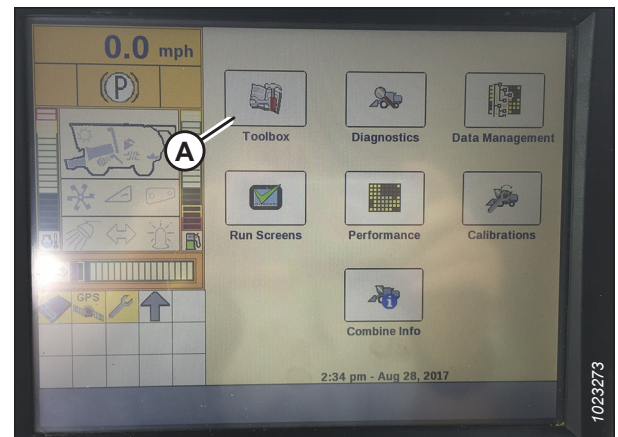 0.0 mph
(P)
A
Toolbox
Diagnostics
Data Management
Run Screens
Performance
Calibrations
GPS
i
Combine Info
2:34 pm - Aug 28, 2017
1023273